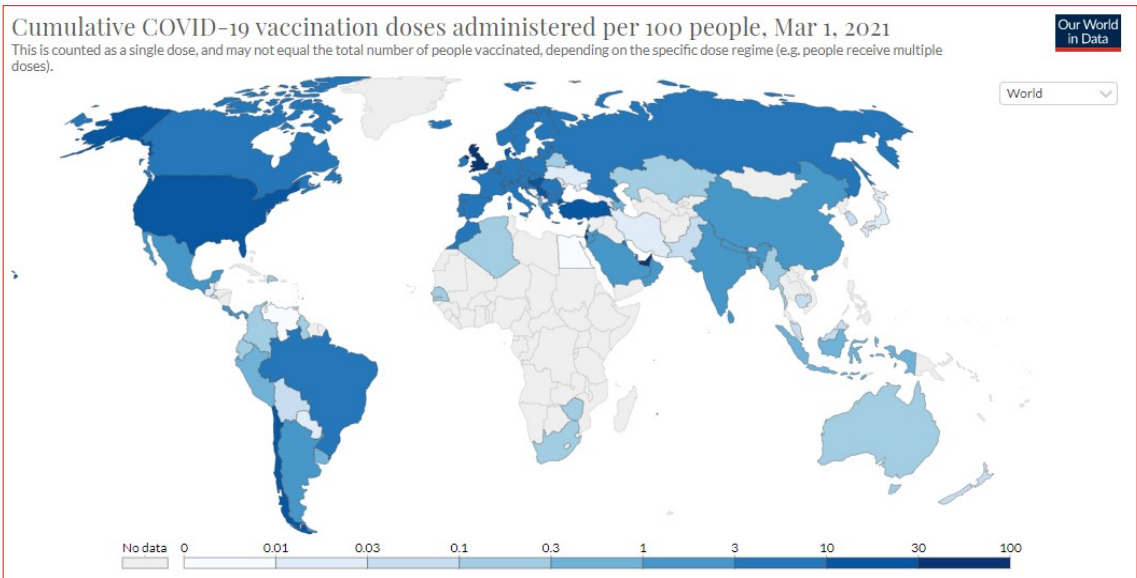 Cumulative COVID-19 vaccination doses administered per 100 people, Mar 1, 2021
This is counted as a single dose, and may not equal the total number of people vaccinated, depending on the specific dose regime (e.g. people receive multiple
doses).
Our World
in Data
World
No data 0 0.01 0.03 0.1 0.3 1 3 10 30 100